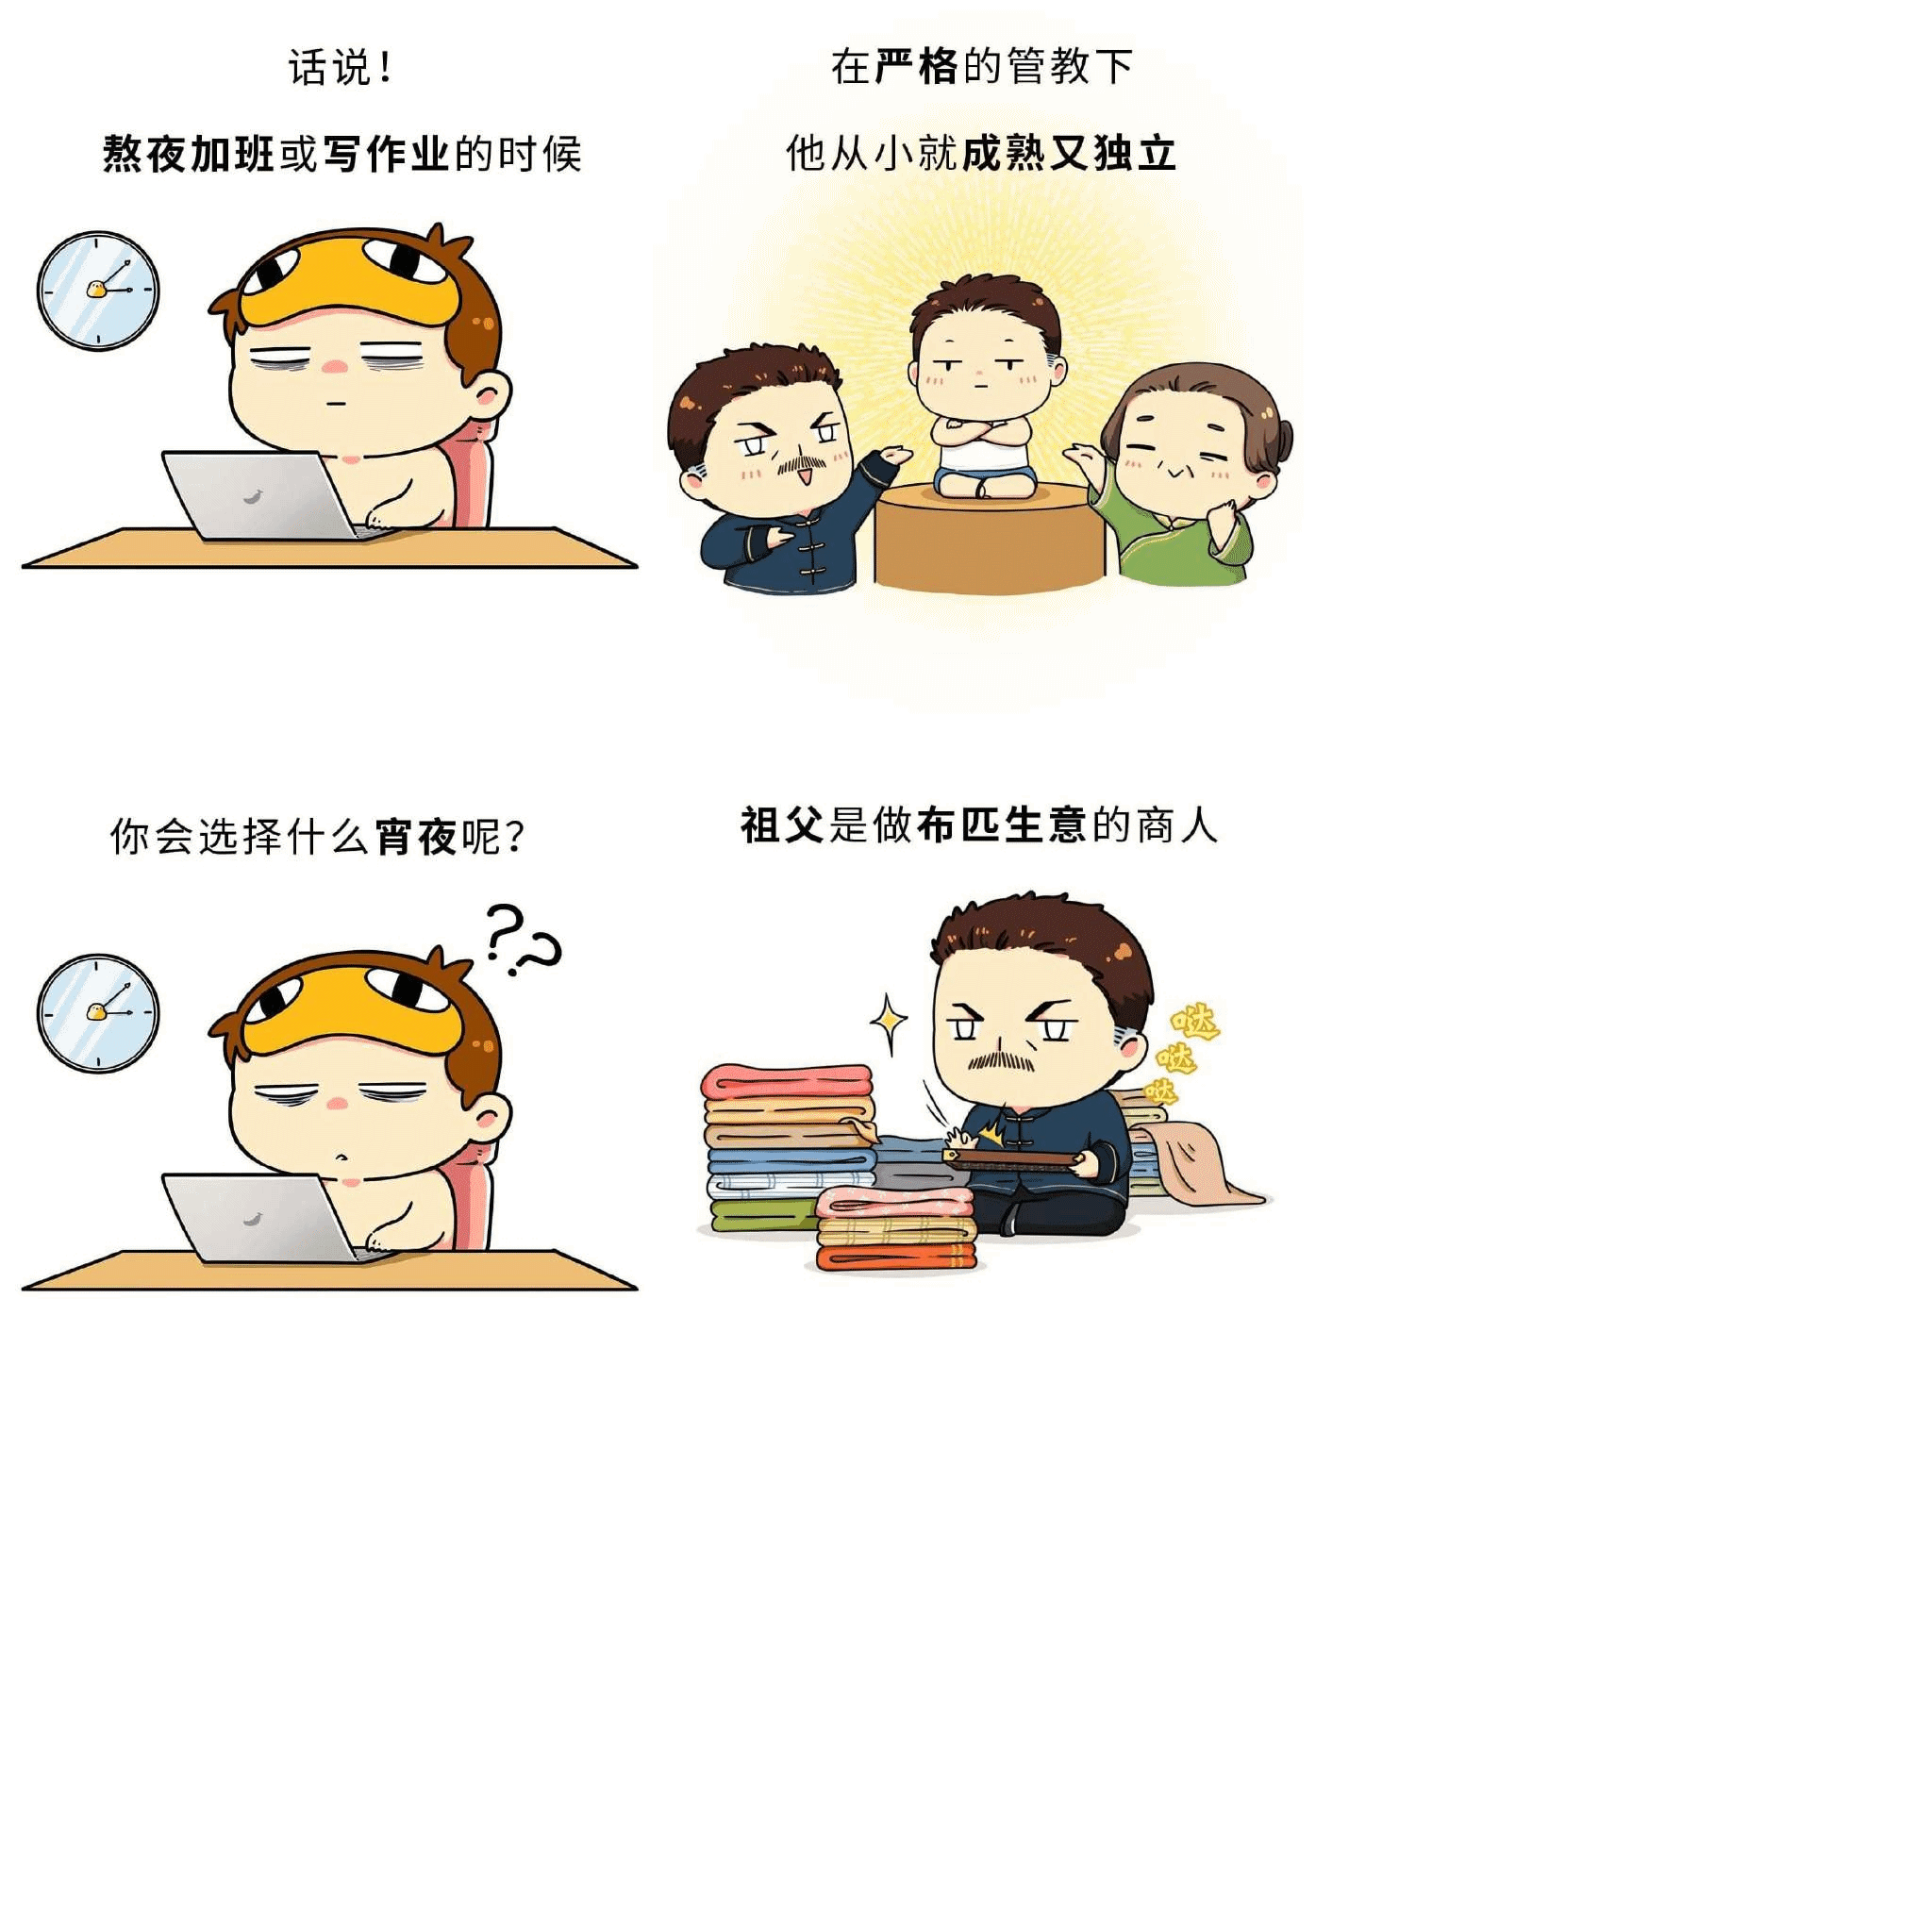 话说！
熬夜加班或写作业的时候
你会选择什么宵夜呢？
在严格的管教下
他从小就成熟又独立
祖父是做布匹生意的商人
哒
哒
哒